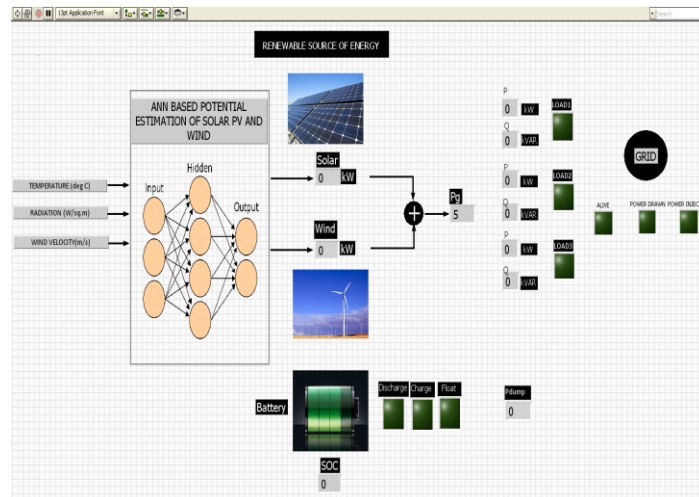 13pt Application Font
Search
RENEWABLE SOURCE OF ENERGY
ANN BASED POTENTIAL
ESTIMATION OF SOLAR PV AND
WIND
TEMPERATURE (deg C)
RADIATION (W/sq.m)
WIND VELOCITY(m/s)
Input
Hidden
Output
Solar
0 kW
Wind
0 kW
+
Pg
5
P
0 kW
Q
0 kVAR
LOAD1
P
0 kW
Q
0 kVAR
LOAD2
P
0 kW
Q
0 kVAR
LOAD3
GRID
ALIVE
POWER DRAWN
POWER INJEC
Battery
Discharge
Charge
Float
Pdump
0
SOC
0